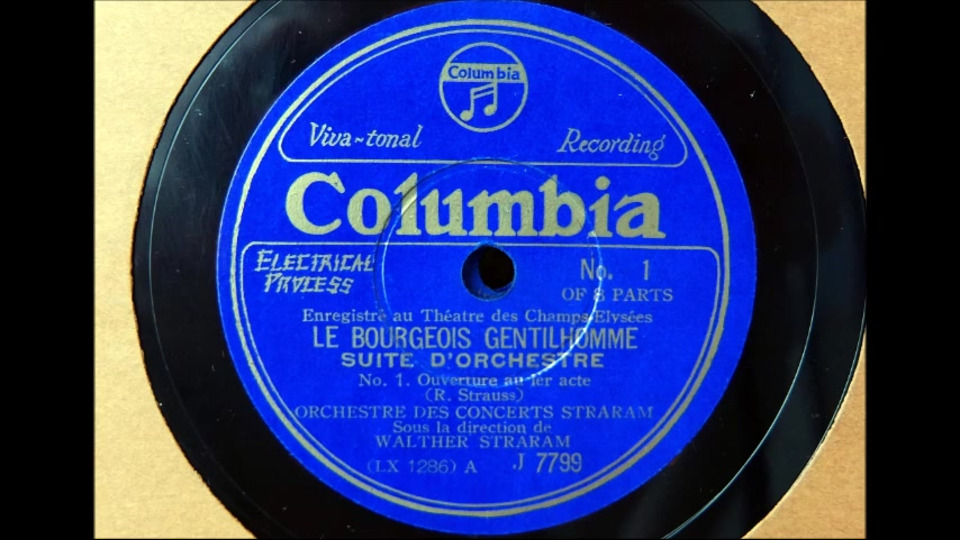 Columbia
Viva-tonal Recording
Columbia
ELECTRICAL PROCESS
No. 1
OF 8 PARTS
Enregistré au Théatre des Champs-Elysées
LE BOURGEOIS GENTILHOMME
SUITE D'ORCHESTRE
No. 1. Ouverture au 1er acte
(R. Strauss)
ORCHESTRE DES CONCERTS STRARAM
Sous la direction de
WALTHER STRARAM
(LX 1286) A J 7799